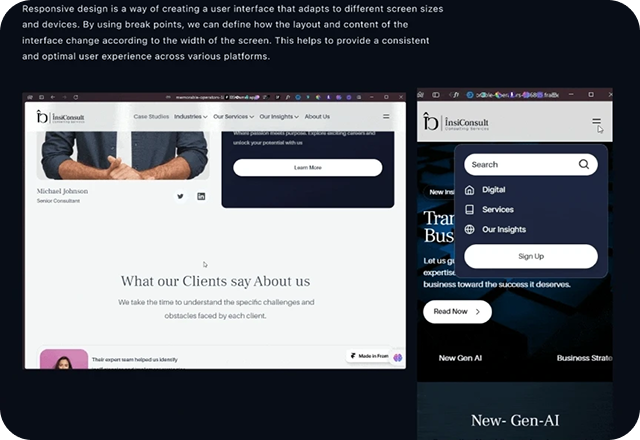 Responsive design is a way of creating a user interface that adapts to different screen sizes
and devices. By using break points, we can define how the layout and content of the
interface change according to the width of the screen. This helps to provide a consistent
and optimal user experience across various platforms.
InsiConsult
Consulting Services
Case Studies Industries Our Services Our Insights About Us
Where passion meets purpose. Explore exciting careers and
unlock your potential with us
Learn More
Michael Johnson
Senior Consultant
What our Clients say About us
We take the time to understand the specific challenges and
obstacles faced by each client.
Their expert team helped us identify
Made in
InsiConsult
Consulting Services
Search
Digital
Services
Our Insights
Sign Up
New
Tran
Bus
Let us
expertise
business toward the success it deserves.
Read Now
New Gen AI Business Strate
New- Gen-AI